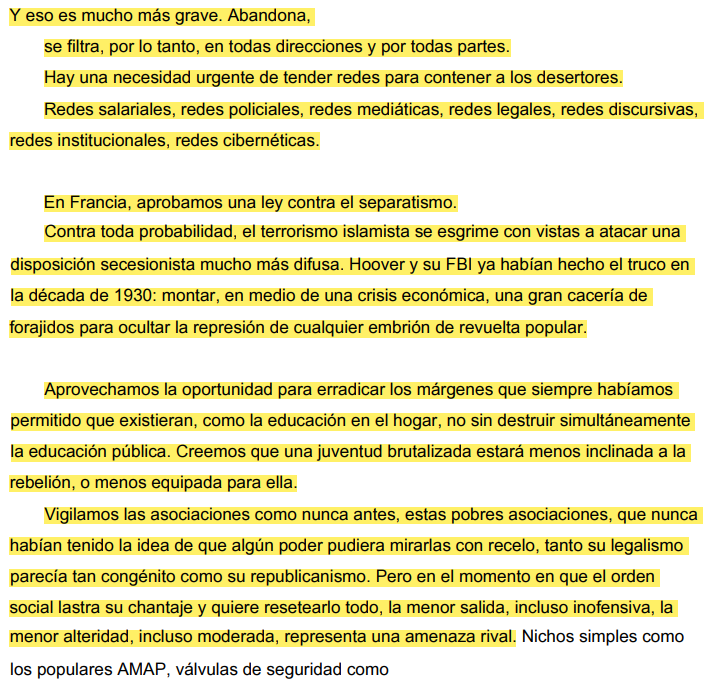 Y eso es mucho más grave. Abandona,
se filtra, por lo tanto, en todas direcciones y por todas partes.
Hay una necesidad urgente de tender redes para contener a los desertores.
Redes salariales, redes policiales, redes mediáticas, redes legales, redes discursivas,
redes institucionales, redes cibernéticas.
En Francia, aprobamos una ley contra el separatismo.
Contra toda probabilidad, el terrorismo islamista se esgrime con vistas a atacar una
disposición secesionista mucho más difusa. Hoover y su FBI ya habían hecho el truco en
la década de 1930: montar, en medio de una crisis económica, una gran cacería de
forajidos para ocultar la represión de cualquier embrión de revuelta popular.
Aprovechamos la oportunidad para erradicar los márgenes que siempre habíamos
permitido que existieran, como la educación en el hogar, no sin destruir simultáneamente
la educación pública. Creemos que una juventud brutalizada estará menos inclinada a la
rebelión, o menos equipada para ella.
Vigilamos las asociaciones como nunca antes, estas pobres asociaciones, que nunca
habían tenido la idea de que algún poder pudiera mirarlas con recelo, tanto su legalismo
parecía tan congénito como su republicanismo. Pero en el momento en que el orden
social lastra su chantaje y quiere resetearlo todo, la menor salida, incluso inofensiva, la
menor alteridad, incluso moderada, representa una amenaza rival. Nichos simples como
los populares AMAP, válvulas de seguridad como